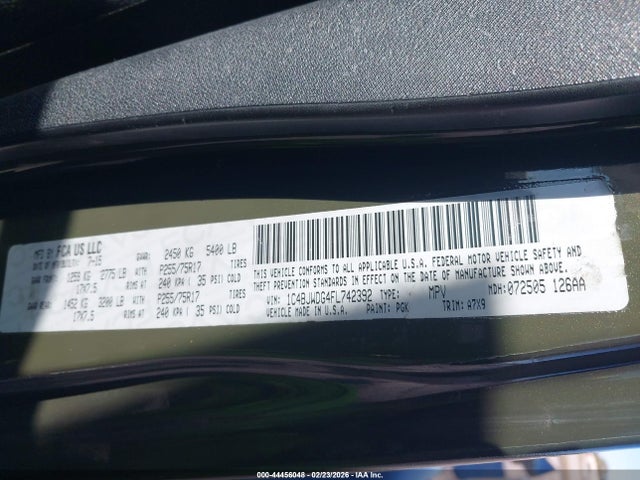 MFD BY FCA US LLC GVWR: 2450 KG 5400 LB
DATE OF MFR 7-15
GAWR FRONT 1259 KG 2775 LB WITH P255/75R17 TIRES
17X7.5 RIMS AT 240 KPA ( 35 PSI) COLD
GAWR REAR 1452 KG 3200 LB WITH P255/75R17 TIRES
17X7.5 RIMS AT 240 KPA ( 35 PSI) COLD
THIS VEHICLE CONFORMS TO ALL APPLICABLE U.S.A. FEDERAL MOTOR VEHICLE SAFETY, BUMPER AND
THEFT PREVENTION STANDARDS IN EFFECT ON THE DATE OF MANUFACTURE SHOWN ABOVE.
VIN: 1C4BJWDG4FL742392 TYPE: MPV MDH: 072505 126AA
VEHICLE MADE IN U.S.A. PAINT: PGK TRIM: A7X9
000-44456048 - 02/23/2026 - IAA Inc.